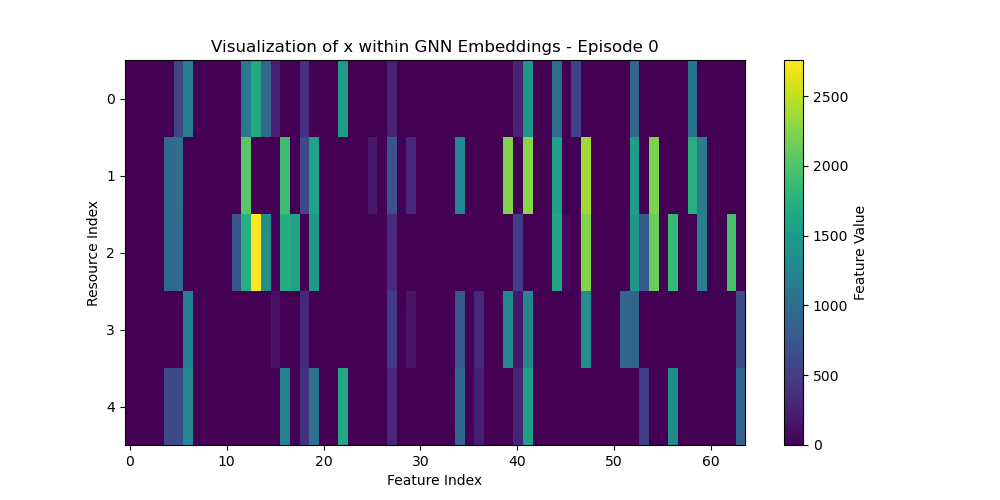 Visualization of x within GNN Embeddings - Episode 0
Resource Index
0
1
2
3
4
0 10 20 30 40 50 60
Feature Index
2500
2000
1500
1000
500
0
Feature Value